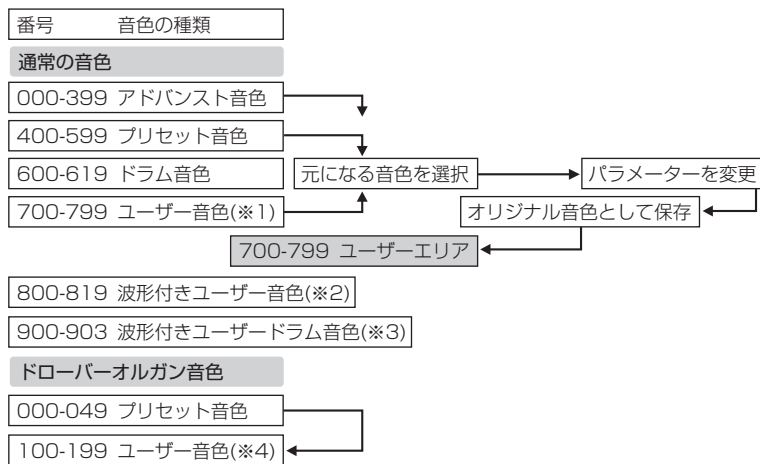 番号 音色の種類
通常の音色
000-399 アドバンスト音色
400-599 プリセット音色
600-619 ドラム音色
元になる音色を選択
パラメーターを変更
700-799 ユーザー音色(※1)
オリジナル音色として保存
700-799 ユーザーエリア
800-819 波形付きユーザー音色(※2)
900-903 波形付きユーザードラム音色(※3)
ドローバーオルガン音色
000-049 プリセット音色
100-199 ユーザー音色(※4)